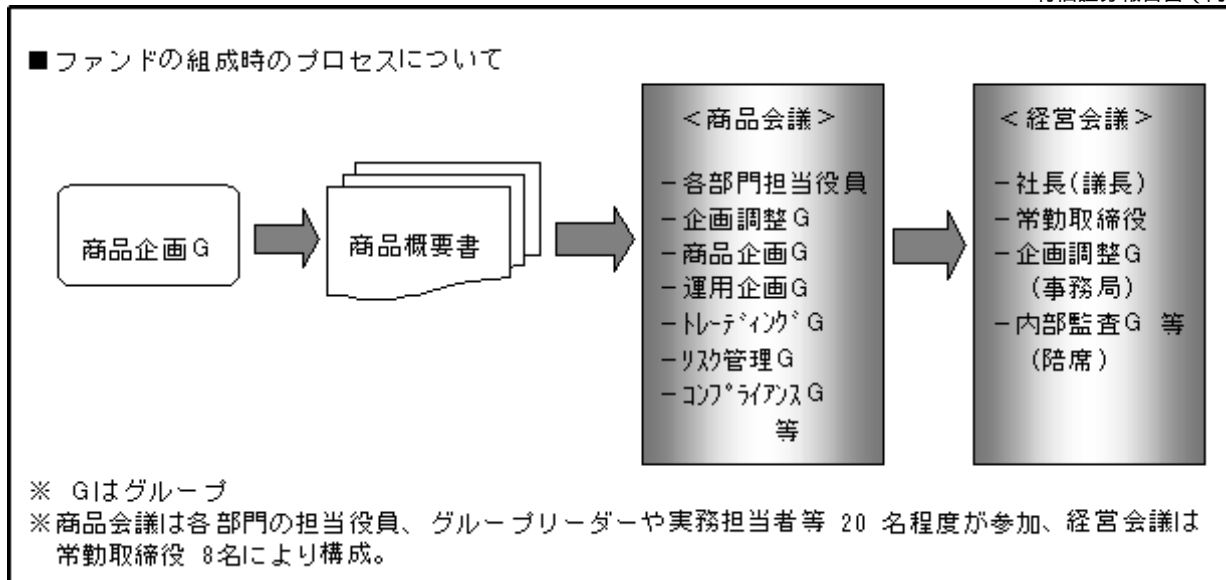 ■ファンドの組成時のプロセスについて
商品企画G
商品概要書
＜商品会議＞
－各部門担当役員
－企画調整G
－商品企画G
－運用企画G
－ﾄﾚｰﾃﾞｨﾝｸﾞG
－ﾘｽｸ管理G
－ｺﾝﾌﾟﾗｲｱﾝｽG
等
＜経営会議＞
－社長(議長)
－常勤取締役
－企画調整G
(事務局)
－内部監査G 等
(陪席)
※ Gはグループ
※商品会議は各部門の担当役員、グループリーダーや実務担当者等 20 名程度が参加、経営会議は
常勤取締役 8名により構成。